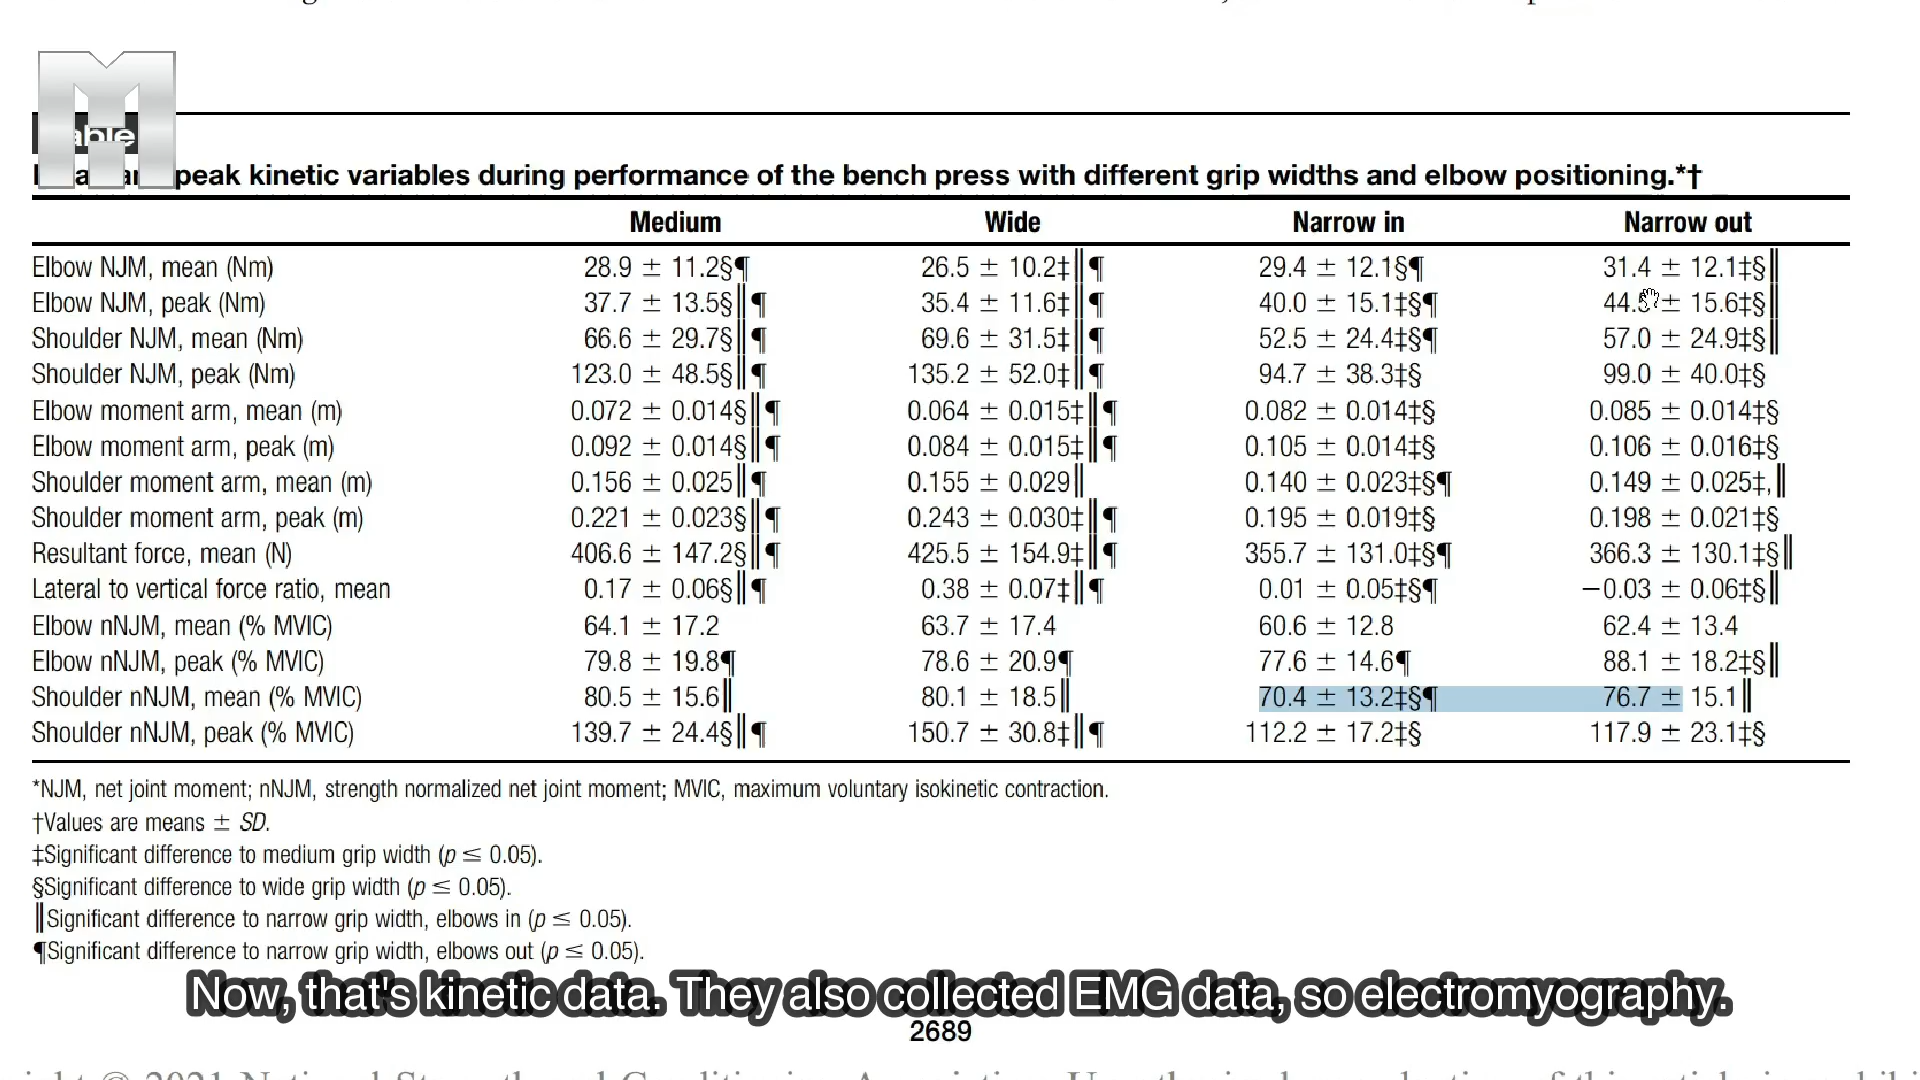 able
peak kinetic variables during performance of the bench press with different grip widths and elbow positioning.*†
Medium Wide Narrow in Narrow out
Elbow NJM, mean (Nm) 28.9 ± 11.2§¶ 26.5 ± 10.2‡║¶ 29.4 ± 12.1§¶ 31.4 ± 12.1‡§║
Elbow NJM, peak (Nm) 37.7 ± 13.5§║¶ 35.4 ± 11.6‡║¶ 40.0 ± 15.1‡§¶ ± 15.6‡§║
Shoulder NJM, mean (Nm) 66.6 ± 29.7§║¶ 69.6 ± 31.5‡║¶ 52.5 ± 24.4‡§¶ 57.0 ± 24.9‡§║
Shoulder NJM, peak (Nm) 123.0 ± 48.5§║¶ 135.2 ± 52.0‡║¶ 94.7 ± 38.3‡§ 99.0 ± 40.0‡§
Elbow moment arm, mean (m) 0.072 ± 0.014§║¶ 0.064 ± 0.015‡║¶ 0.082 ± 0.014‡§ 0.085 ± 0.014‡§
Elbow moment arm, peak (m) 0.092 ± 0.014§║¶ 0.084 ± 0.015‡║¶ 0.105 ± 0.014‡§ 0.106 ± 0.016‡§
Shoulder moment arm, mean (m) 0.156 ± 0.025║¶ 0.155 ± 0.029║ 0.140 ± 0.023‡§¶ 0.149 ± 0.025‡,║
Shoulder moment arm, peak (m) 0.221 ± 0.023§║¶ 0.243 ± 0.030‡║¶ 0.195 ± 0.019‡§ 0.198 ± 0.021‡§
Resultant force, mean (N) 406.6 ± 147.2§║¶ 425.5 ± 154.9‡║¶ 355.7 ± 131.0‡§¶ 366.3 ± 130.1‡§║
Lateral to vertical force ratio, mean 0.17 ± 0.06§║¶ 0.38 ± 0.07‡║¶ 0.01 ± 0.05‡§¶ −0.03 ± 0.06‡§║
Elbow nNJM, mean (% MVIC) 64.1 ± 17.2 63.7 ± 17.4 60.6 ± 12.8 62.4 ± 13.4
Elbow nNJM, peak (% MVIC) 79.8 ± 19.8¶ 78.6 ± 20.9¶ 77.6 ± 14.6¶ 88.1 ± 18.2‡§║
Shoulder nNJM, mean (% MVIC) 80.5 ± 15.6║ 80.1 ± 18.5║ 70.4 ± 13.2‡§¶ 76.7 ± 15.1║
Shoulder nNJM, peak (% MVIC) 139.7 ± 24.4§║¶ 150.7 ± 30.8‡║¶ 112.2 ± 17.2‡§ 117.9 ± 23.1‡§
*NJM, net joint moment; nNJM, strength normalized net joint moment; MVIC, maximum voluntary isokinetic contraction.
†Values are means ± SD.
‡Significant difference to medium grip width (p ≤ 0.05).
§Significant difference to wide grip width (p ≤ 0.05).
║Significant difference to narrow grip width, elbows in (p ≤ 0.05).
¶Significant difference to narrow grip width, elbows out (p ≤ 0.05).
Now, that's kinetic data. They also collected EMG data, so electromyography.
2689